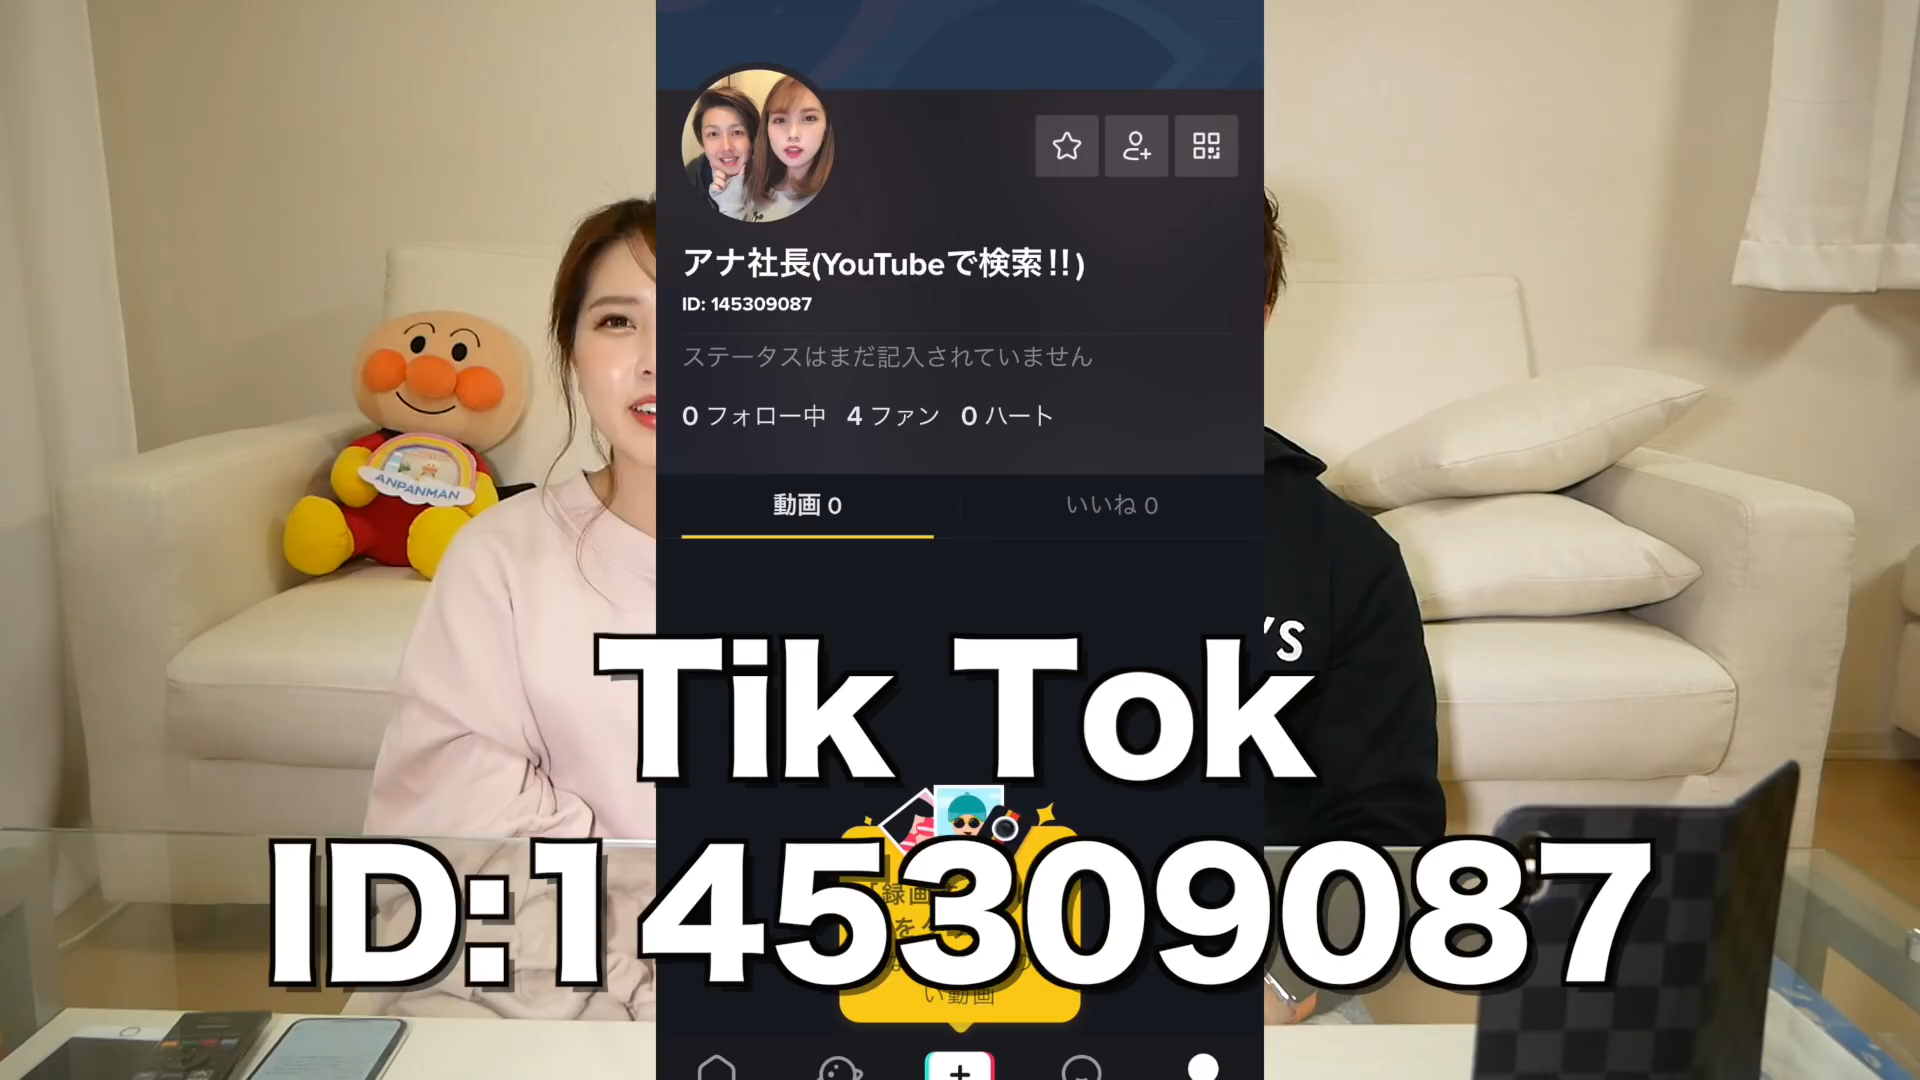 アナ社長(YouTubeで検索!!)
ID: 145309087
ステータスはまだ記入されていません
0 フォロー中 4 ファン 0 ハート
動画 0 いいね 0
ANPANMAN
'S
Tik Tok
ID:145309087
い動画